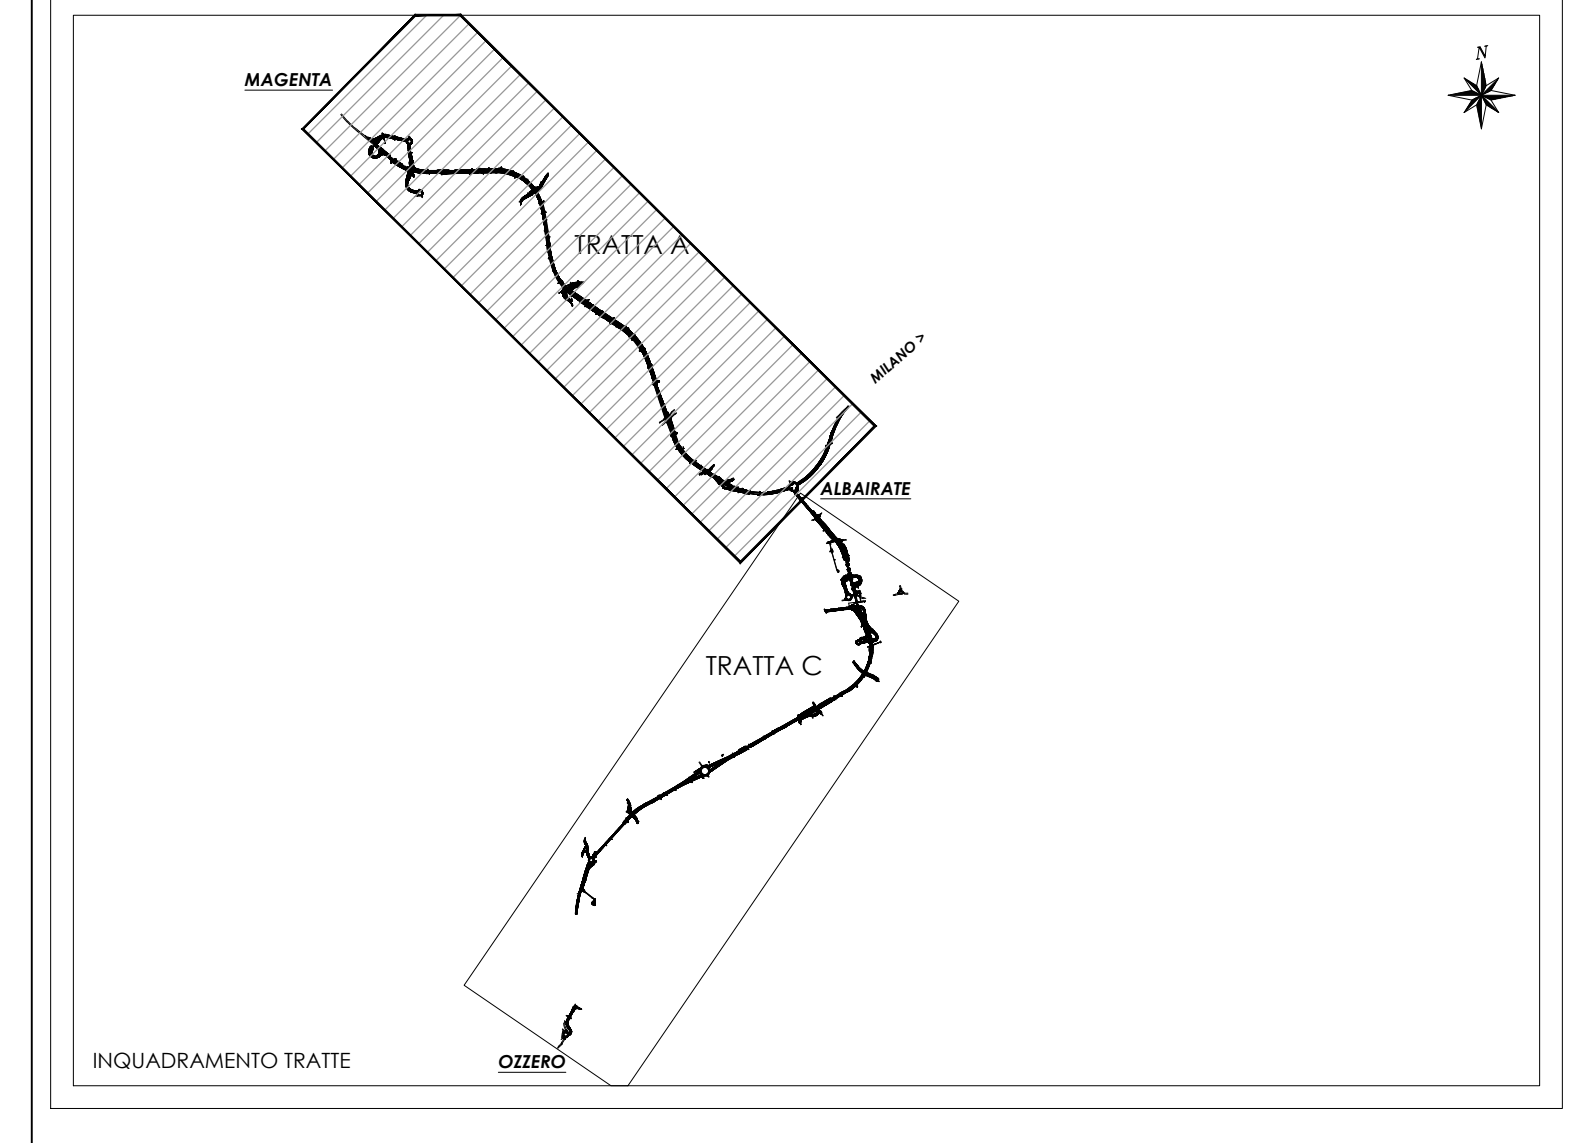 N
MAGENTA
TRATTA A
MILANO >
ALBAIRATE
TRATTA C
INQUADRAMENTO TRATTE
OZZERO